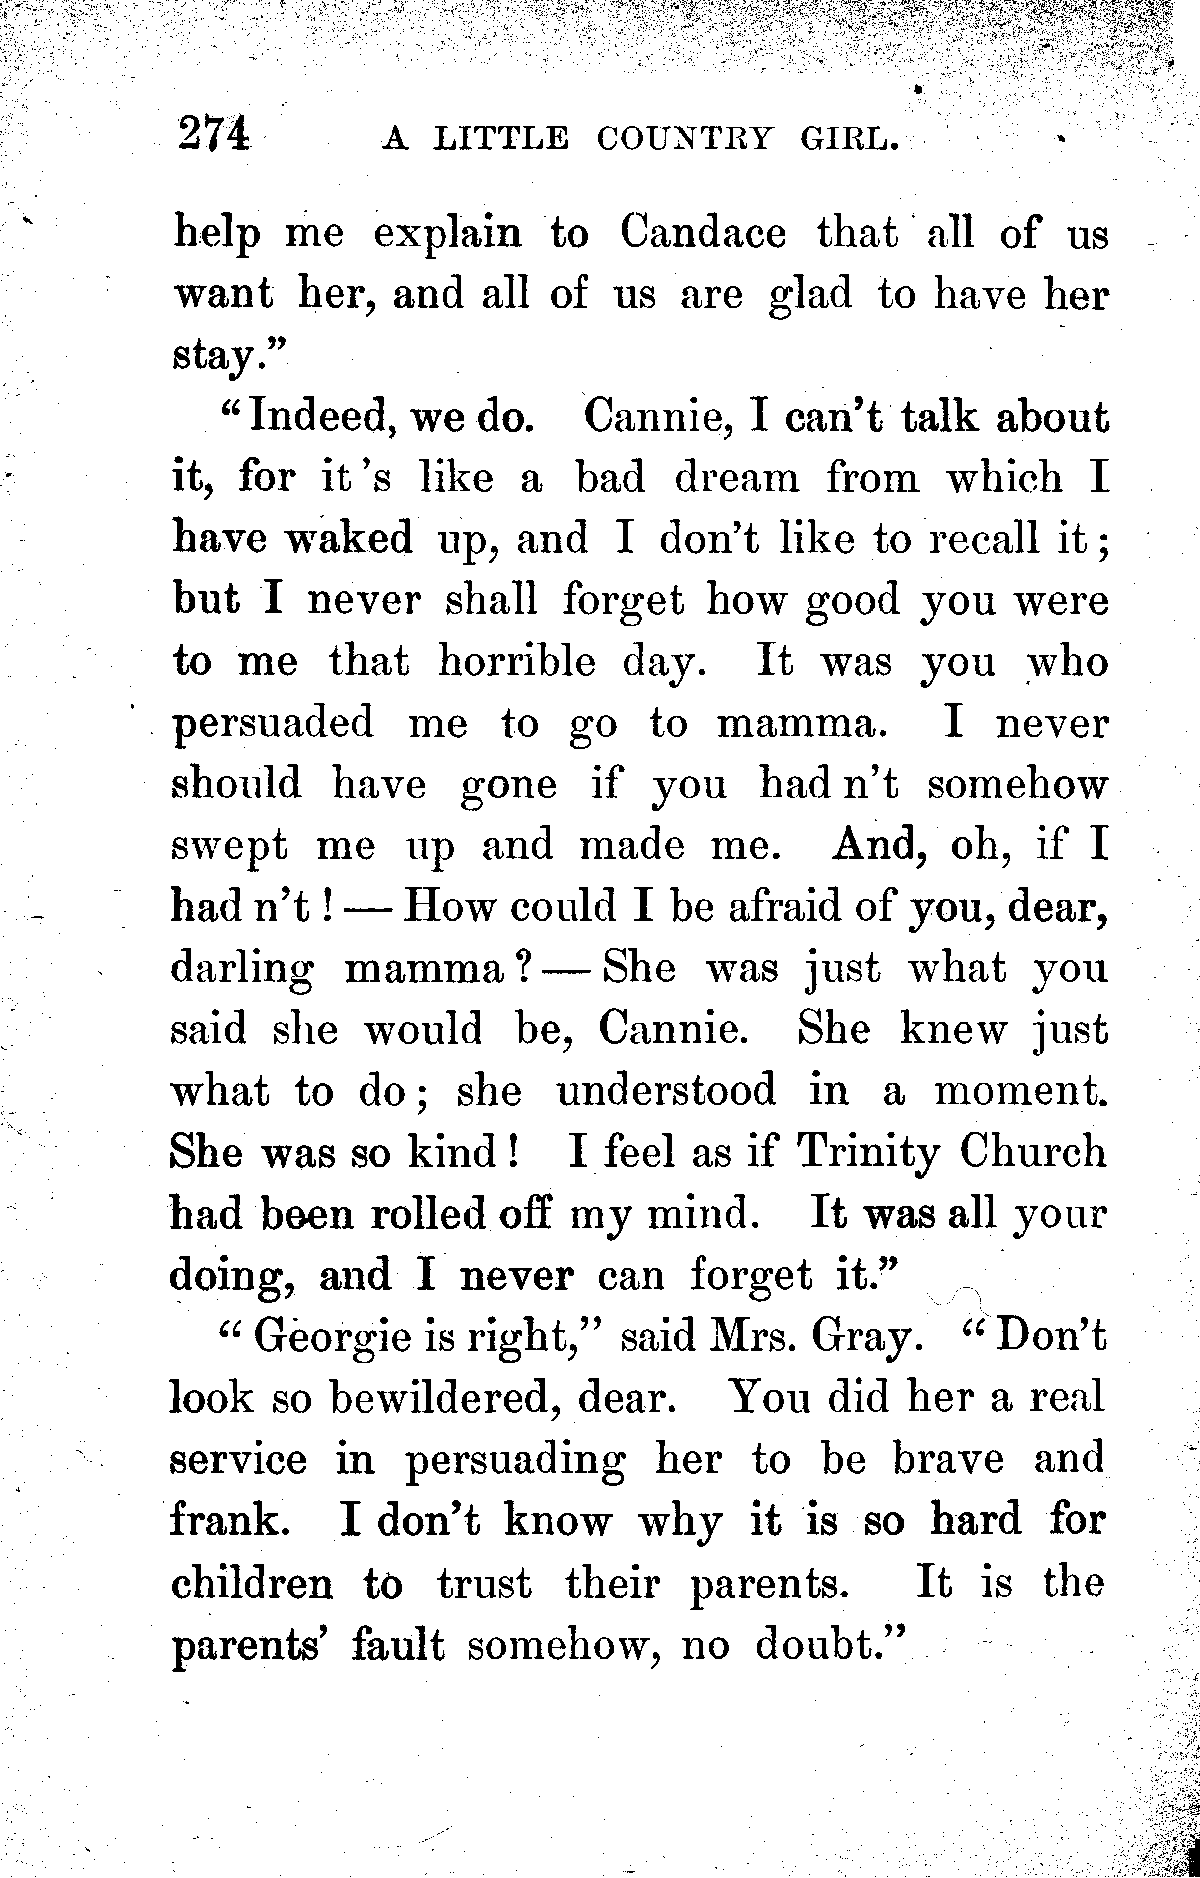 274 A LITTLE COUNTRY GIRL.
help me explain to Candace that all of us
want her, and all of us are glad to have her
stay.”
“Indeed, we do. Cannie, I can’t talk about
it, for it ’s like a bad dream from which I
have waked up, and I don’t like to recall it;
but I never shall forget how good you were
to me that horrible day. It was you who
persuaded me to go to mamma. I never
should have gone if you had n’t somehow
swept me up and made me. And, oh, if I
had n’t! — How could I be afraid of you, dear,
darling mamma? — She was just what you
said she would be, Cannie. She knew just
what to do; she understood in a moment.
She was so kind! I feel as if Trinity Church
had been rolled off my mind. It was all your
doing, and I never can forget it.”
“Georgie is right,” said Mrs. Gray. “Don’t
look so bewildered, dear. You did her a real
service in persuading her to be brave and
frank. I don’t know why it is so hard for
children to trust their parents. It is the
parents’ fault somehow, no doubt.”